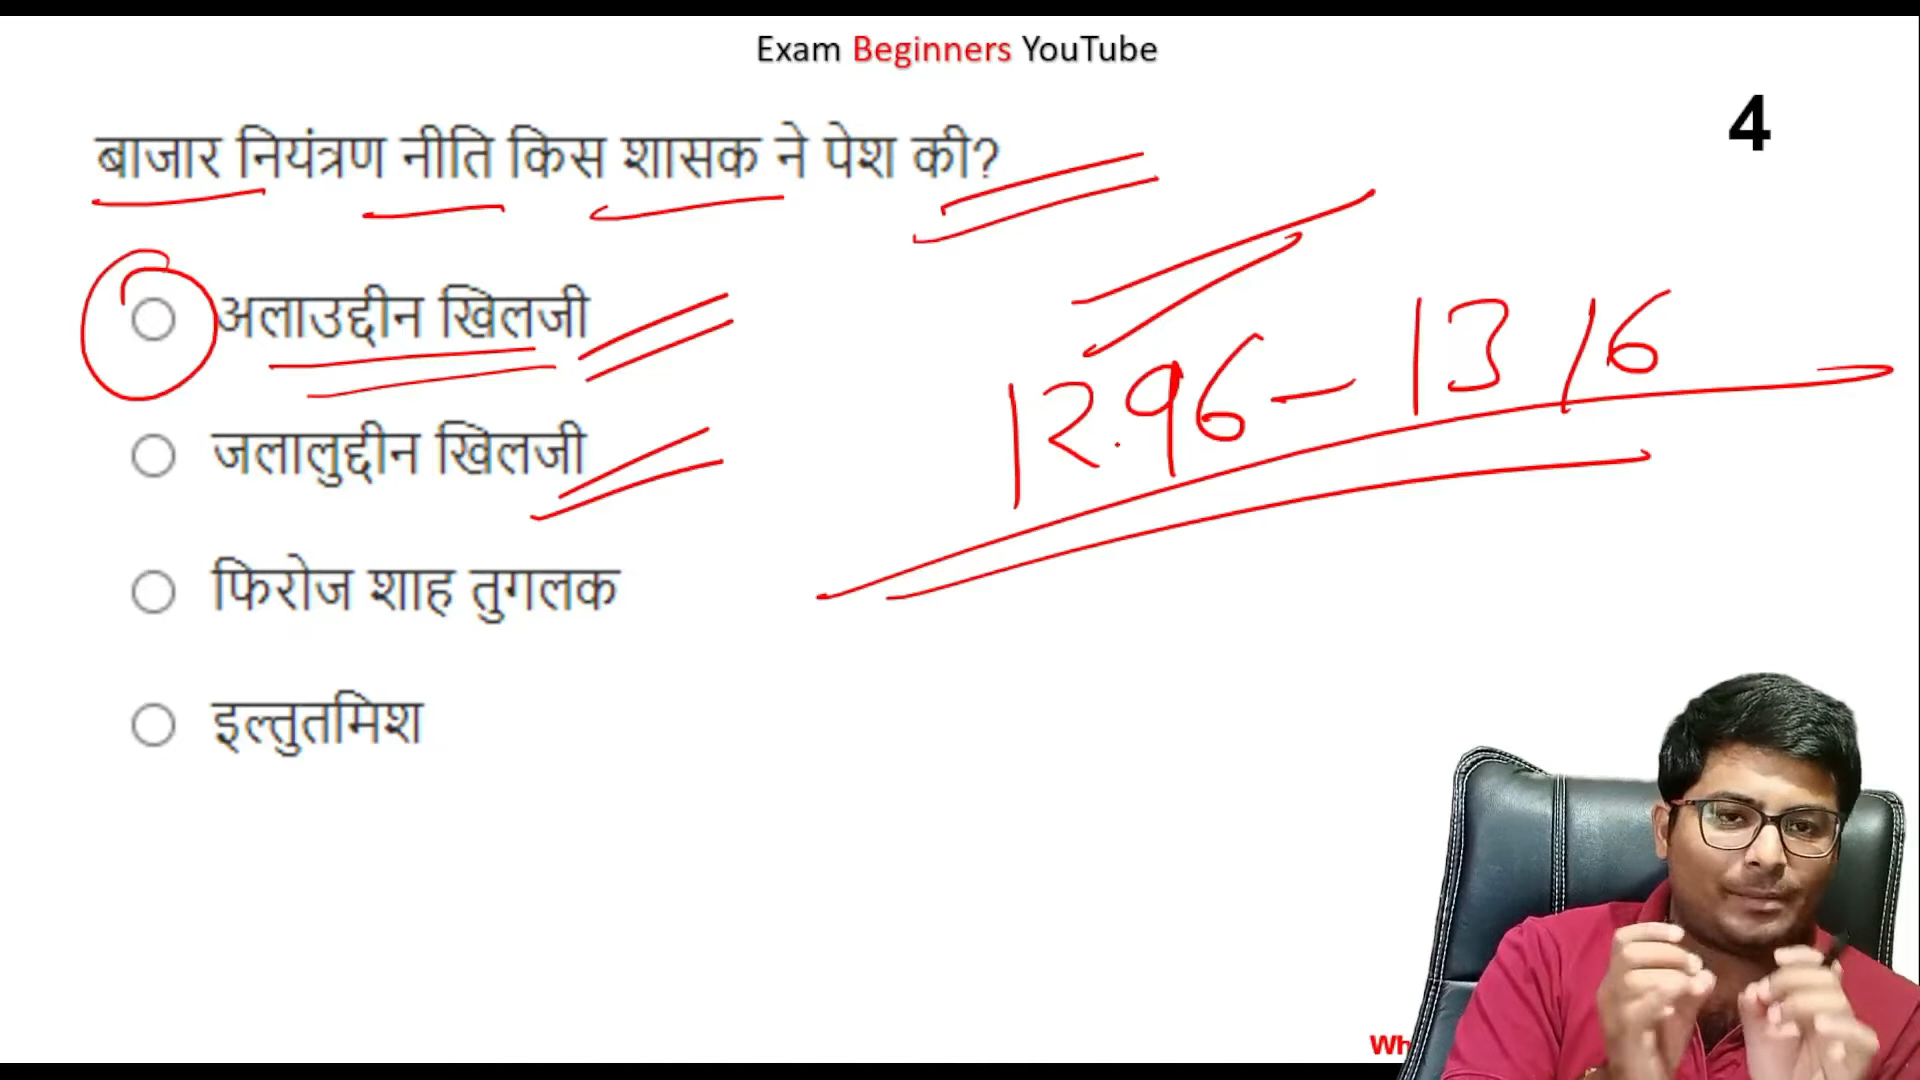 Exam Beginners YouTube
4
बाजार नियंत्रण नीति किस शासक ने पेश की?
अलाउद्दीन खिलजी
1296 - 1316
जलालुद्दीन खिलजी
फिरोज शाह तुगलक
इल्तुतमिश